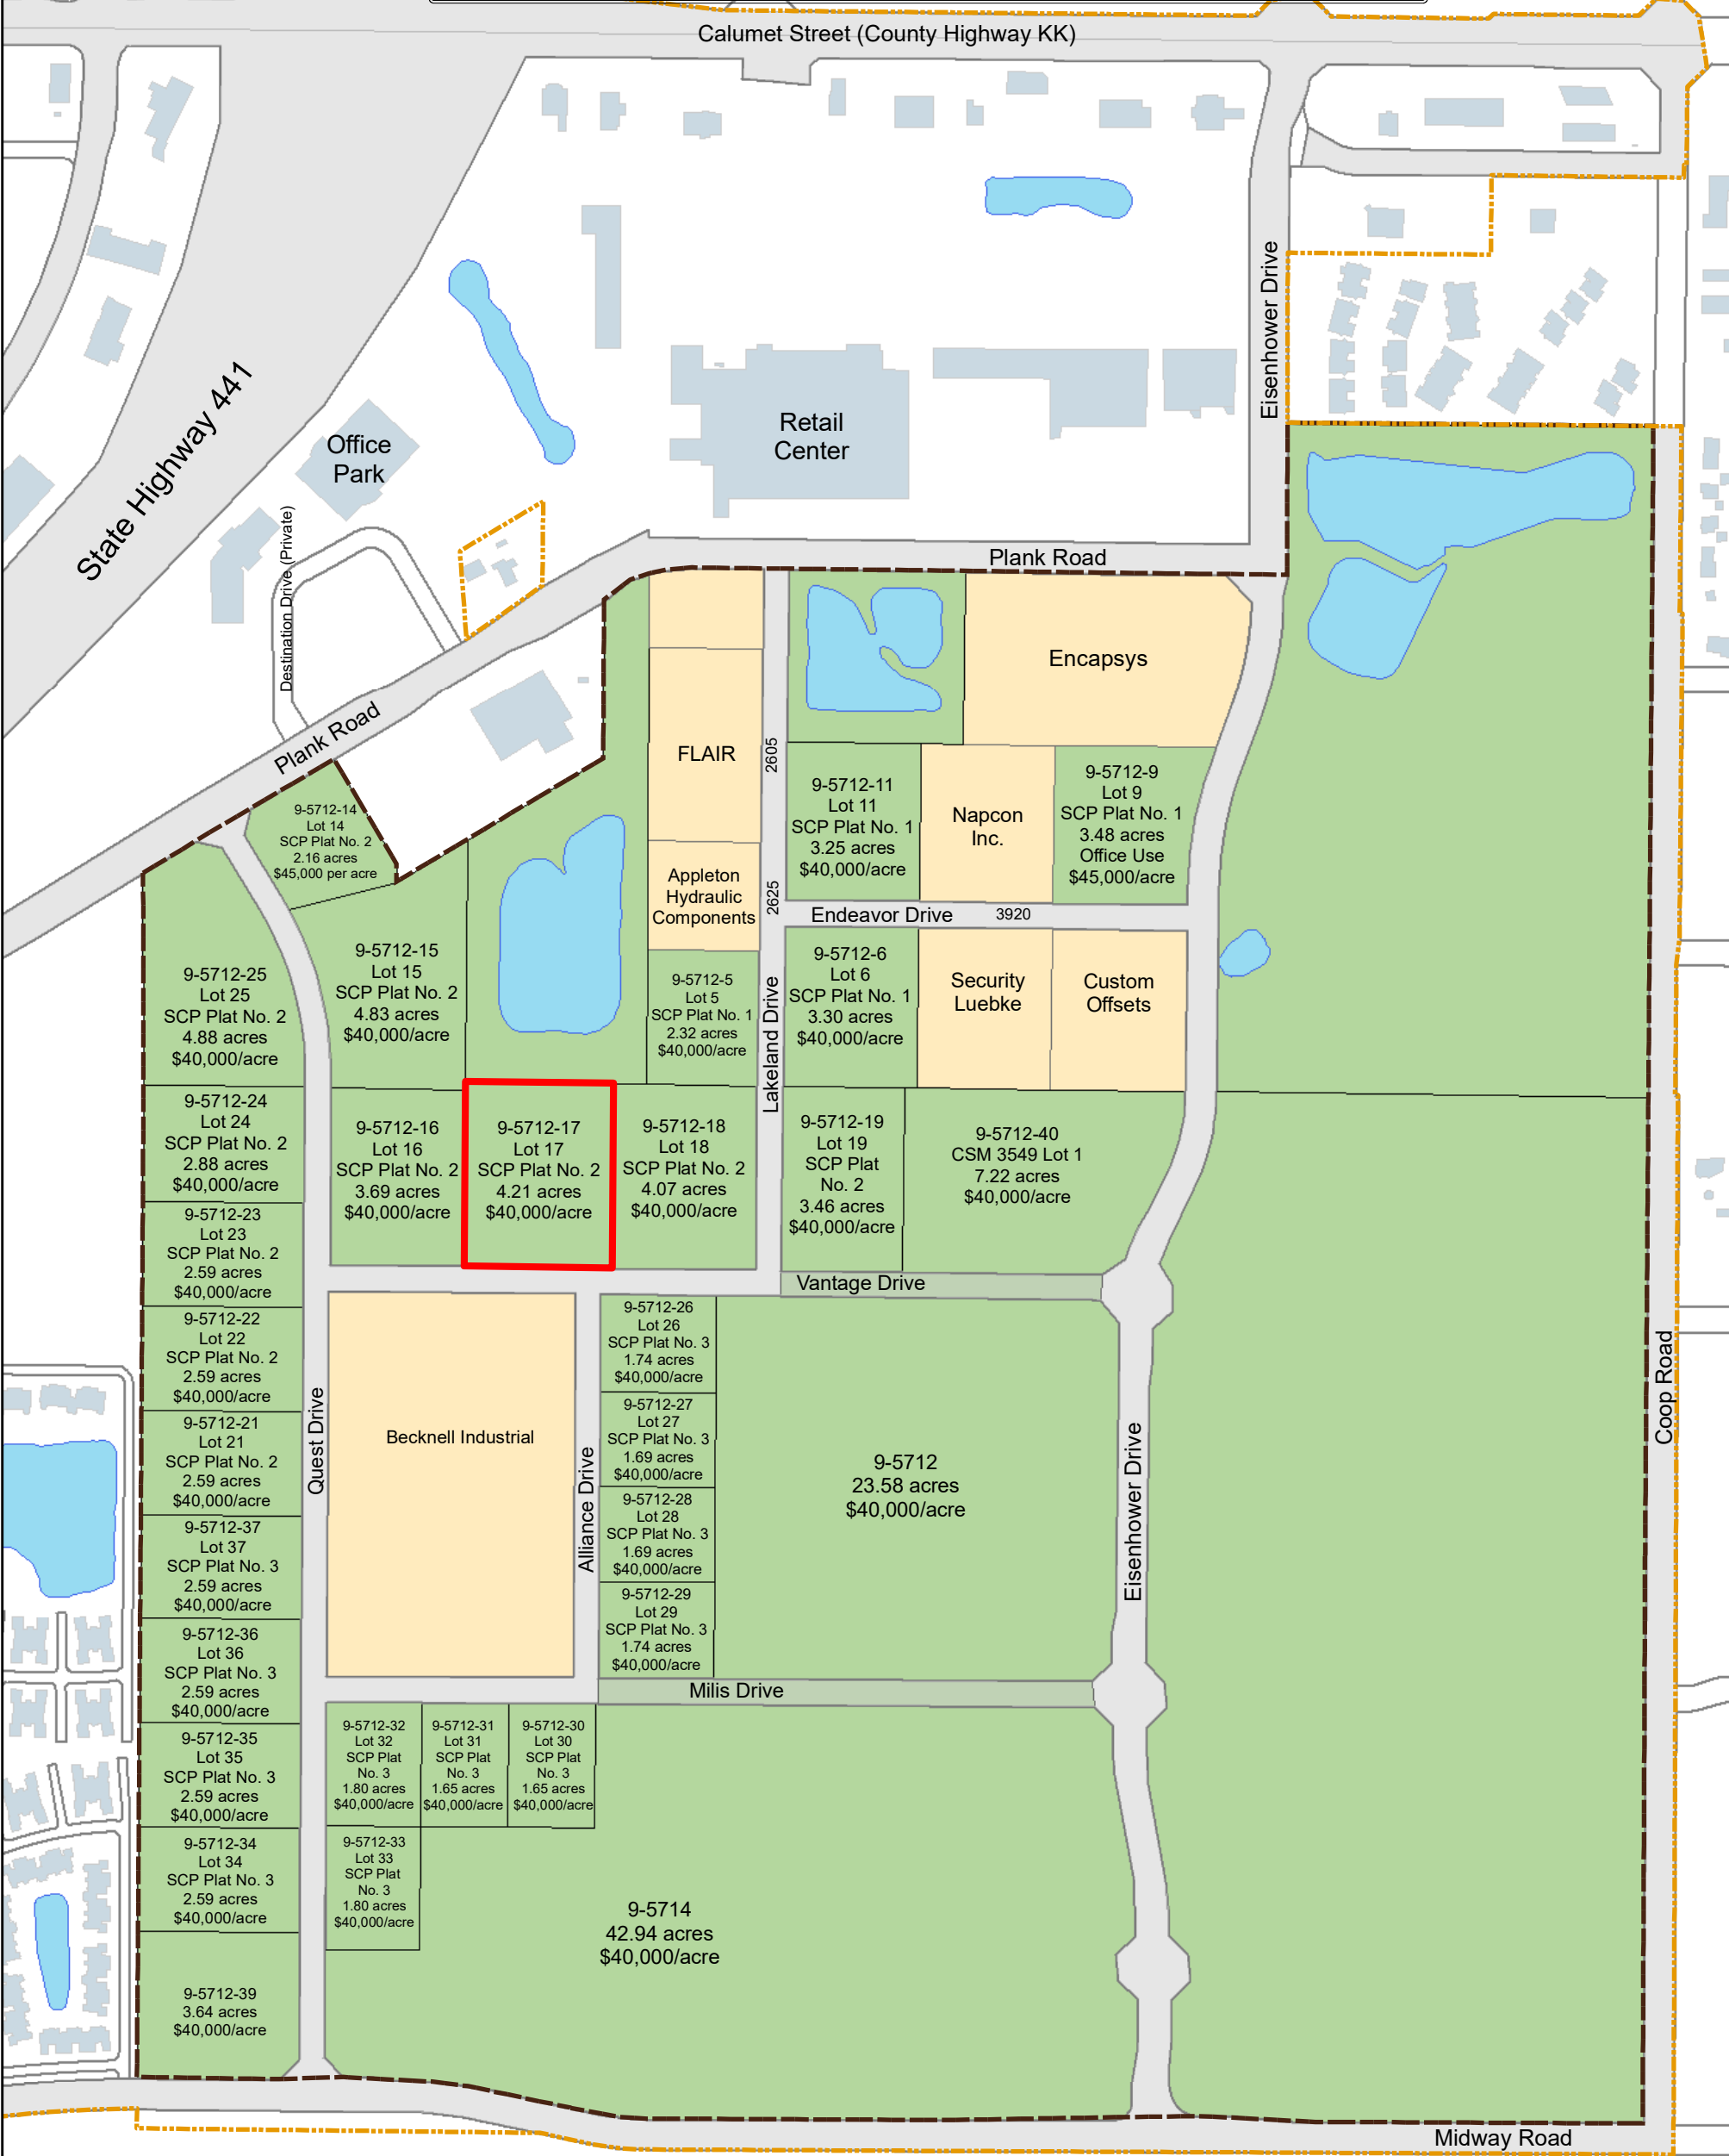 Calumet Street (County Highway KK)
Eisenhower Drive
State Highway 441
Office
Park
Retail
Center
Destination Drive (Private)
Plank Road
Plank Road
Encapsys
FLAIR
2605
9-5712-14
Lot 14
SCP Plat No. 2
2.16 acres
$45,000 per acre
9-5712-11
Lot 11
SCP Plat No. 1
3.25 acres
$40,000/acre
Napcon
Inc.
9-5712-9
Lot 9
SCP Plat No. 1
3.48 acres
Office Use
$45,000/acre
Appleton
Hydraulic
Components
2625
Endeavor Drive
3920
9-5712-25
Lot 25
SCP Plat No. 2
4.88 acres
$40,000/acre
9-5712-15
Lot 15
SCP Plat No. 2
4.83 acres
$40,000/acre
9-5712-5
Lot 5
SCP Plat No. 1
2.32 acres
$40,000/acre
Lakeland Drive
9-5712-6
Lot 6
SCP Plat No. 1
3.30 acres
$40,000/acre
Security
Luebke
Custom
Offsets
9-5712-24
Lot 24
SCP Plat No. 2
2.88 acres
$40,000/acre
9-5712-16
Lot 16
SCP Plat No. 2
3.69 acres
$40,000/acre
9-5712-17
Lot 17
SCP Plat No. 2
4.21 acres
$40,000/acre
9-5712-18
Lot 18
SCP Plat No. 2
4.07 acres
$40,000/acre
9-5712-19
Lot 19
SCP Plat
No. 2
3.46 acres
$40,000/acre
9-5712-40
CSM 3549 Lot 1
7.22 acres
$40,000/acre
9-5712-23
Lot 23
SCP Plat No. 2
2.59 acres
$40,000/acre
Vantage Drive
9-5712-22
Lot 22
SCP Plat No. 2
2.59 acres
$40,000/acre
9-5712-26
Lot 26
SCP Plat No. 3
1.74 acres
$40,000/acre
Coop Road
9-5712-21
Lot 21
SCP Plat No. 2
2.59 acres
$40,000/acre
Quest Drive
Becknell Industrial
Alliance Drive
9-5712-27
Lot 27
SCP Plat No. 3
1.69 acres
$40,000/acre
9-5712
23.58 acres
$40,000/acre
Eisenhower Drive
9-5712-28
Lot 28
SCP Plat No. 3
1.69 acres
$40,000/acre
9-5712-37
Lot 37
SCP Plat No. 3
2.59 acres
$40,000/acre
9-5712-29
Lot 29
SCP Plat No. 3
1.74 acres
$40,000/acre
9-5712-36
Lot 36
SCP Plat No. 3
2.59 acres
$40,000/acre
Milis Drive
9-5712-35
Lot 35
SCP Plat No. 3
2.59 acres
$40,000/acre
9-5712-32
Lot 32
SCP Plat
No. 3
1.80 acres
$40,000/acre
9-5712-31
Lot 31
SCP Plat
No. 3
1.65 acres
$40,000/acre
9-5712-30
Lot 30
SCP Plat
No. 3
1.65 acres
$40,000/acre
9-5712-34
Lot 34
SCP Plat No. 3
2.59 acres
$40,000/acre
9-5712-33
Lot 33
SCP Plat
No. 3
1.80 acres
$40,000/acre
9-5714
42.94 acres
$40,000/acre
9-5712-39
3.64 acres
$40,000/acre
Midway Road